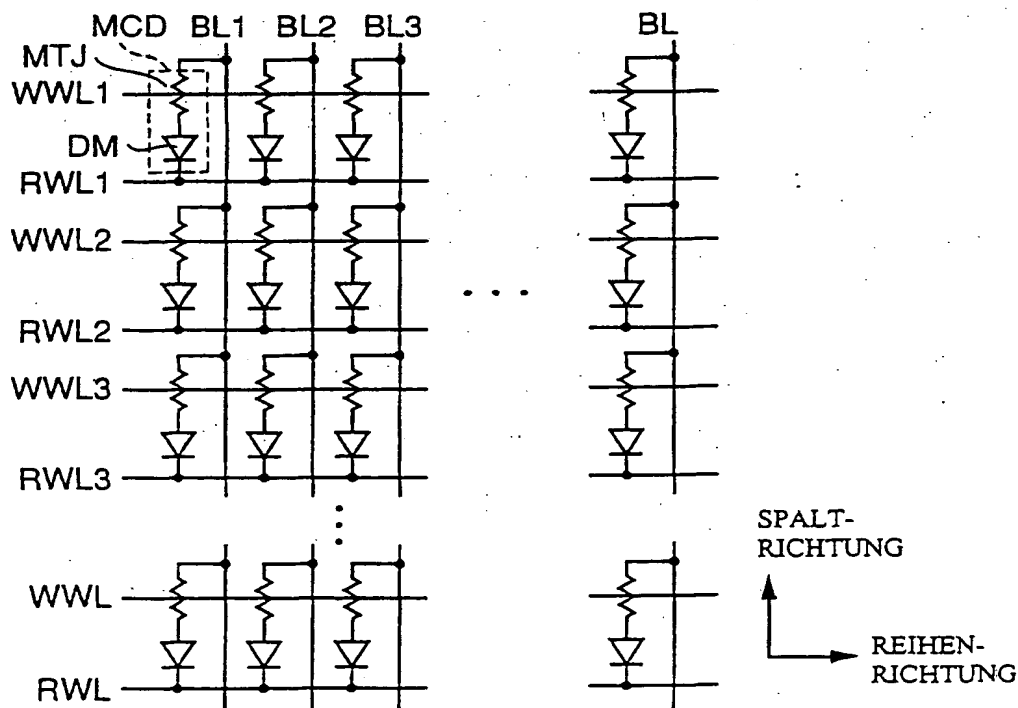 MCD BL1 BL2 BL3 BL
MTJ
WWL1
DM
RWL1
WWL2
RWL2
WWL3
RWL3
SPALT-
RICHTUNG
WWL
REIHEN-
RICHTUNG
RWL